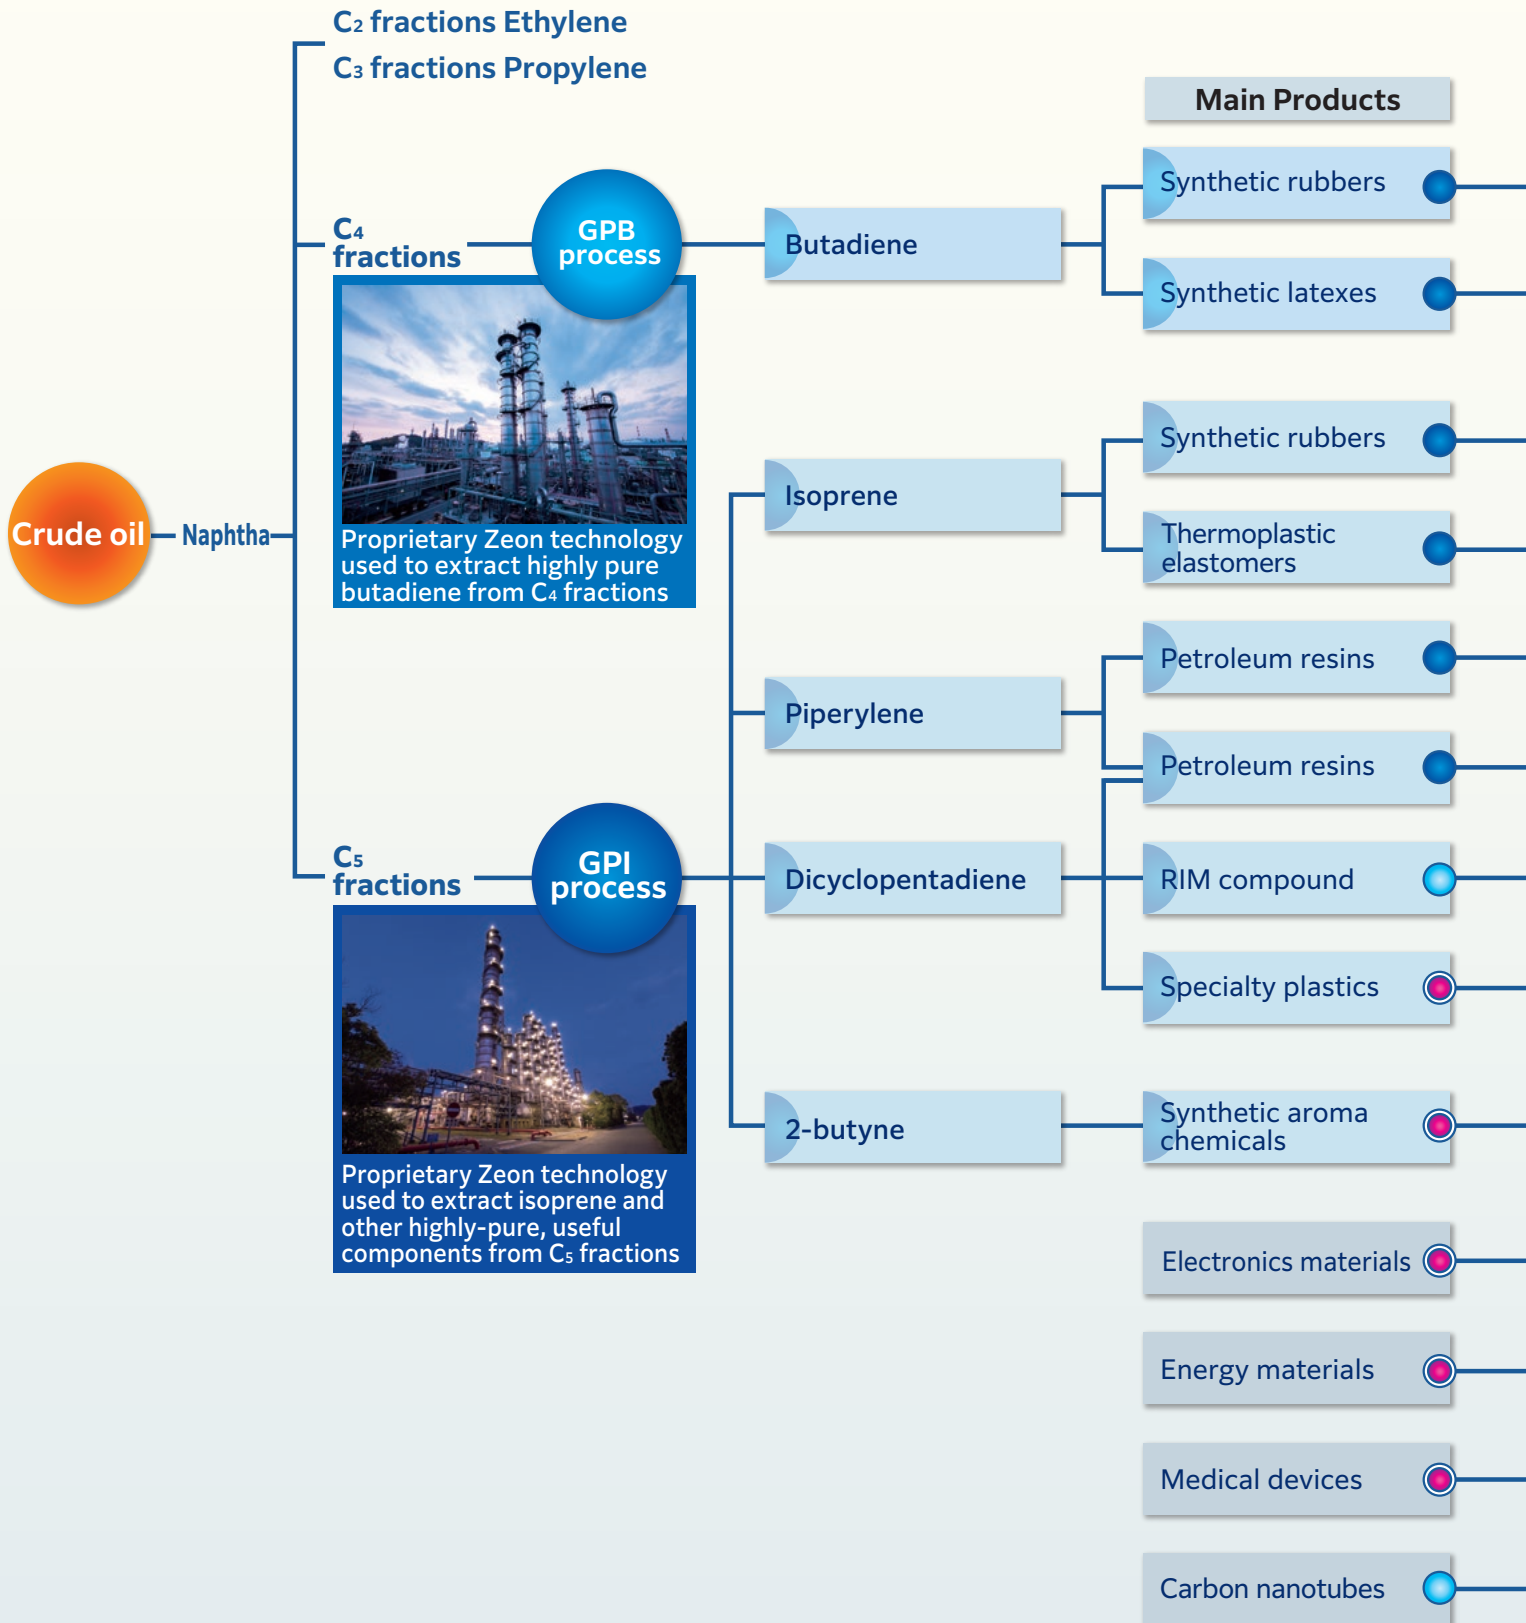 C₂ fractions Ethylene
C₃ fractions Propylene
Main Products
Synthetic rubbers
C₄
fractions
GPB
process
Butadiene
Synthetic latexes
Proprietary Zeon technology
used to extract highly pure
butadiene from C₄ fractions
Crude oil
Naphtha
Isoprene
Synthetic rubbers
Thermoplastic
elastomers
Piperylene
Petroleum resins
Petroleum resins
C₅
fractions
GPI
process
Dicyclopentadiene
RIM compound
Specialty plastics
Proprietary Zeon technology
used to extract isoprene and
other highly-pure, useful
components from C₅ fractions
2-butyne
Synthetic aroma
chemicals
Electronics materials
Energy materials
Medical devices
Carbon nanotubes